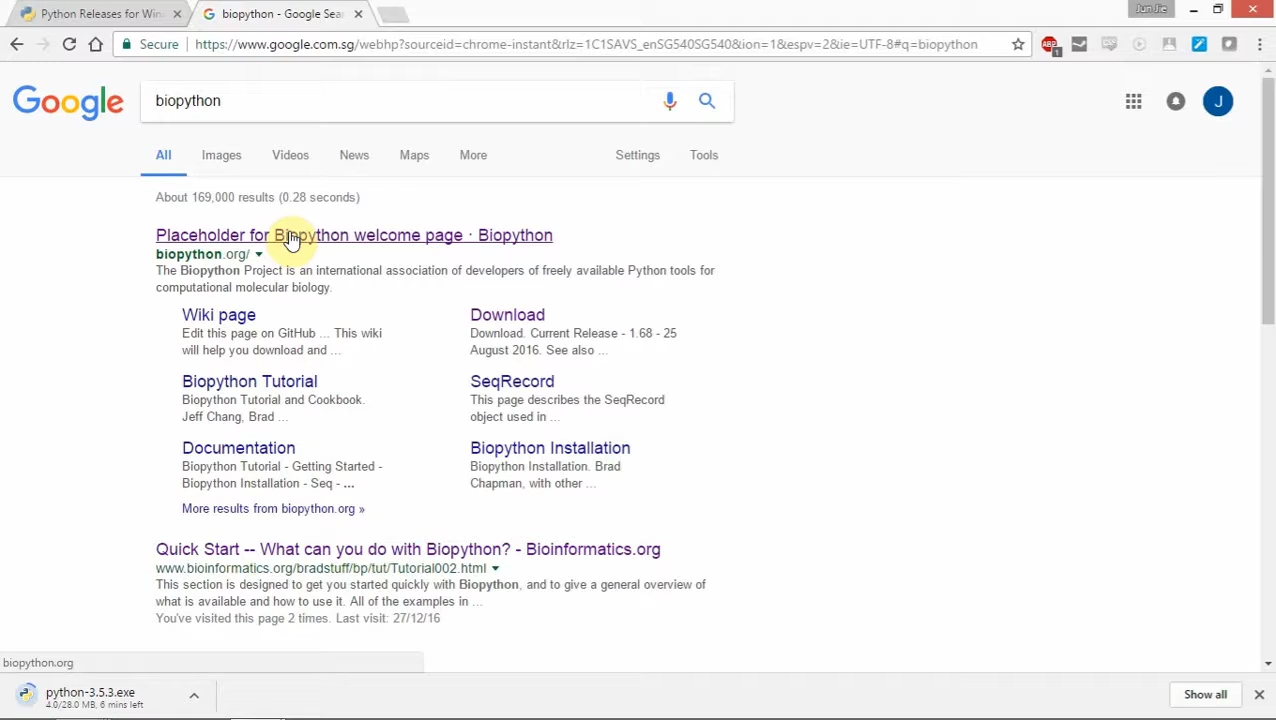 Python Releases for Win
biopython - Google Sea
Jun Jie
Secure
https://www.google.com.sg/webhp?sourceid=chrome-instant&rlz=1C1SAVS_enSG540SG540&ion=1&espv=2&ie=UTF-8#q=biopython
ABP
1
Google
biopython
J
All
Images
Videos
News
Maps
More
Settings
Tools
About 169,000 results (0.28 seconds)
Placeholder for Biopython welcome page · Biopython
biopython.org/
The Biopython Project is an international association of developers of freely available Python tools for
computational molecular biology.
Wiki page
Edit this page on GitHub ... This wiki
will help you download and ...
Download
Download. Current Release - 1.68 - 25
August 2016. See also ...
Biopython Tutorial
Biopython Tutorial and Cookbook.
Jeff Chang, Brad ...
SeqRecord
This page describes the SeqRecord
object used in ...
Documentation
Biopython Tutorial - Getting Started -
Biopython Installation - Seq - ...
Biopython Installation
Biopython Installation. Brad
Chapman, with other ...
More results from biopython.org »
Quick Start -- What can you do with Biopython? - Bioinformatics.org
www.bioinformatics.org/bradstuff/bp/tut/Tutorial002.html
This section is designed to get you started quickly with Biopython, and to give a general overview of
what is available and how to use it. All of the examples in ...
You've visited this page 2 times. Last visit: 27/12/16
biopython.org
python-3.5.3.exe
4.0/28.0 MB, 6 mins left
Show all